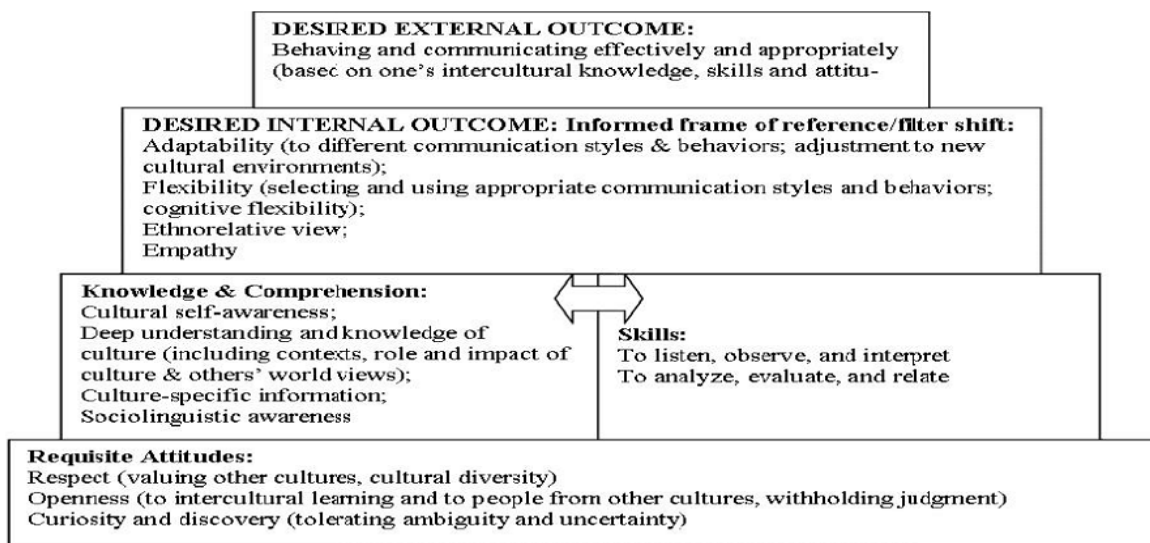 DESIRED EXTERNAL OUTCOME:
Behaving and communicating effectively and appropriately
(based on one's intercultural knowledge, skills and attitu-
DESIRED INTERNAL OUTCOME: Informed frame of reference/filter shift:
Adaptability (to different communication styles & behaviors; adjustment to new
cultural environments);
Flexibility (selecting and using appropriate communication styles and behaviors;
cognitive flexibility);
Ethnorelative view;
Empathy
Knowledge & Comprehension:
Cultural self-awareness;
Deep understanding and knowledge of
culture (including contexts, role and impact of
culture & others' world views);
Culture-specific information;
Sociolinguistic awareness
Skills:
To listen, observe, and interpret
To analyze, evaluate, and relate
Requisite Attitudes:
Respect (valuing other cultures, cultural diversity)
Openness (to intercultural learning and to people from other cultures, withholding judgment)
Curiosity and discovery (tolerating ambiguity and uncertainty)